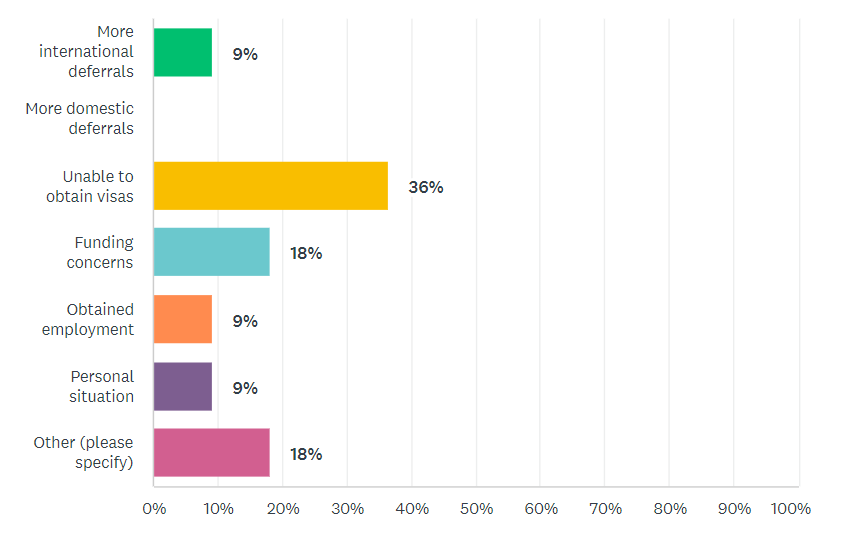 More
international
deferrals
9%
More domestic
deferrals
Unable to
obtain visas
36%
Funding
concerns
18%
Obtained
employment
9%
Personal
situation
9%
Other (please
specify)
18%
0% 10% 20% 30% 40% 50% 60% 70% 80% 90% 100%